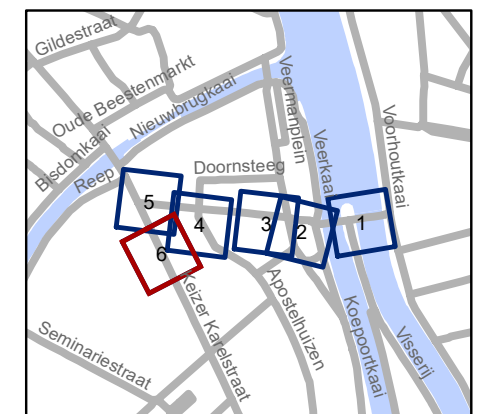 Gildestraat
Oude Beestenmarkt
Nieuwbrugkaai
Veermanplein
Bisdomkaai
Reep
Doornsteeg
Veerkaa
Voorhoutkaai
5
4
3
2
1
6
Keizer Karelstraat
Apostelhuizen
Koepoortkaai
Visserij
Seminariestraat